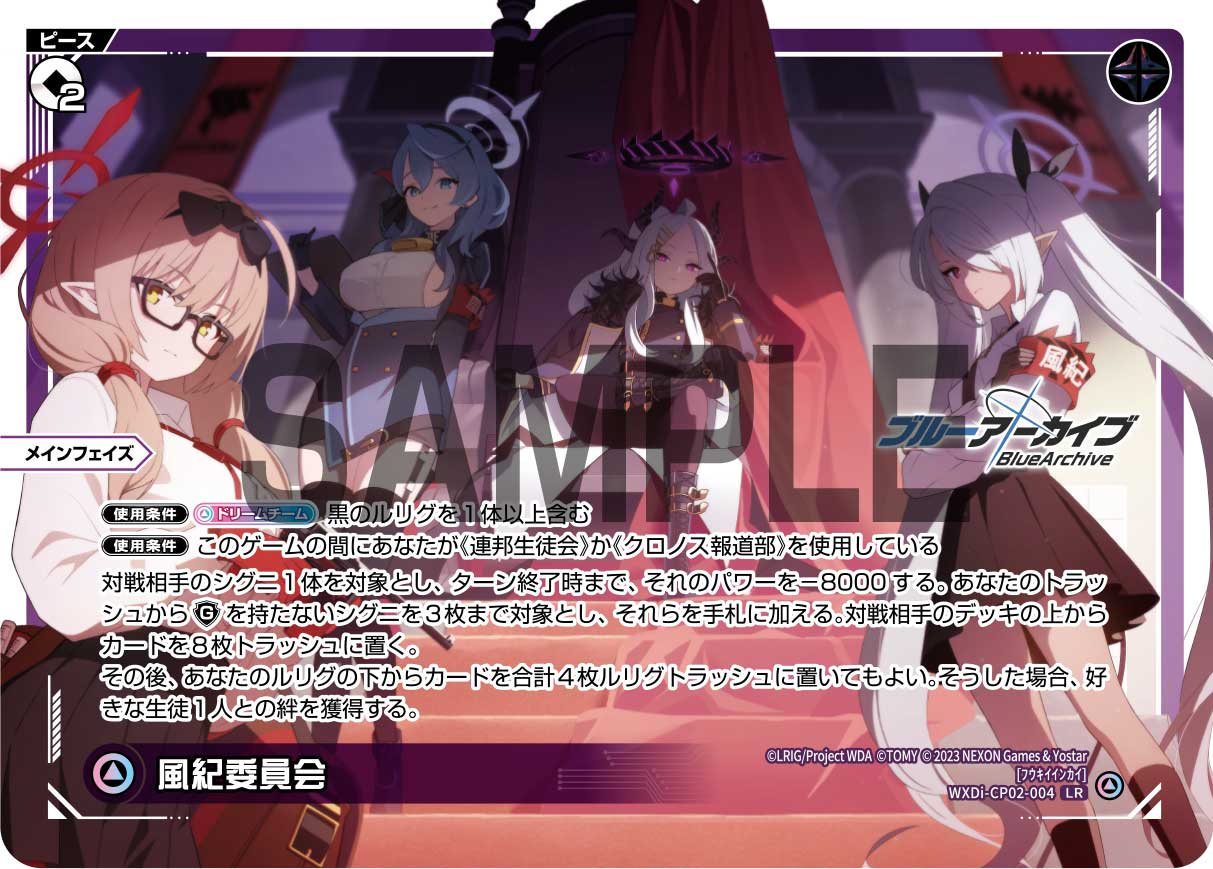 ピース
2
SAMPLE
風紀
ブルーアーカイブ
BlueArchive
メインフェイズ
使用条件 ドリームチーム 黒のルリグを1体以上含む
使用条件 このゲームの間にあなたが《連邦生徒会》か《クロノス報道部》を使用している
対戦相手のシグニ1体を対象とし、ターン終了時まで、それのパワーを－8000する。あなたのトラッ
シュから G を持たないシグニを3枚まで対象とし、それらを手札に加える。対戦相手のデッキの上から
カードを8枚トラッシュに置く。
その後、あなたのルリグの下からカードを合計4枚ルリグトラッシュに置いてもよい。そうした場合、好
きな生徒1人との絆を獲得する。
風紀委員会
©LRIG/Project WDA ©TOMY © 2023 NEXON Games & Yostar
[フウキイインカイ]
WXDi-CP02-004 LR